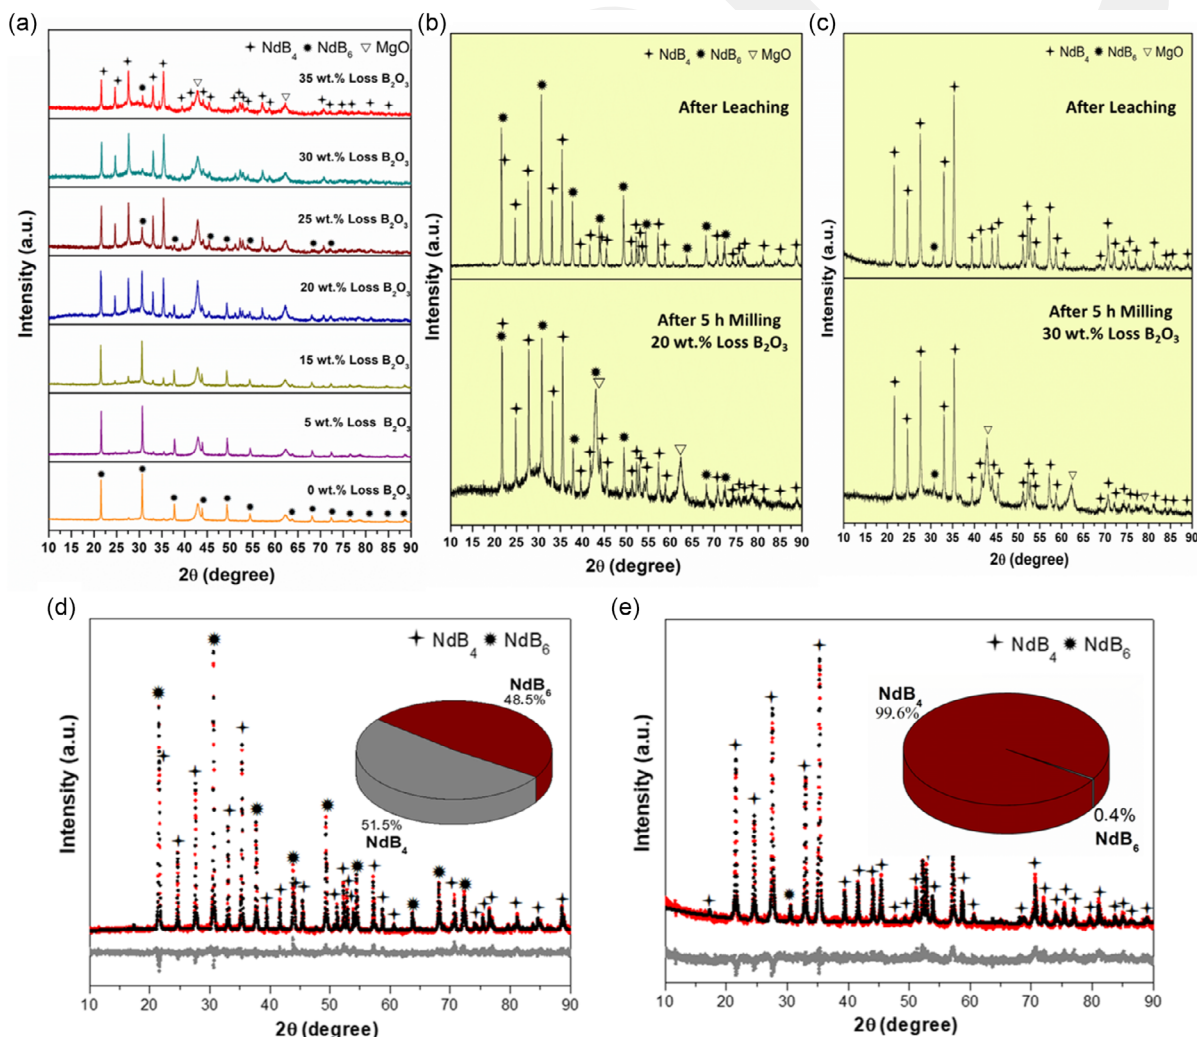 (a)
NdB₄ NdB₆ MgO
35 wt.% Loss B₂O₃
30 wt.% Loss B₂O₃
25 wt.% Loss B₂O₃
20 wt.% Loss B₂O₃
15 wt.% Loss B₂O₃
5 wt.% Loss B₂O₃
0 wt.% Loss B₂O₃
Intensity (a.u.)
10 15 20 25 30 35 40 45 50 55 60 65 70 75 80 85 90
2θ (degree)
(b)
NdB₄ NdB₆ MgO
After Leaching
After 5 h Milling
20 wt.% Loss B₂O₃
Intensity (a.u.)
10 15 20 25 30 35 40 45 50 55 60 65 70 75 80 85 90
2θ (degree)
(c)
NdB₄ NdB₆ MgO
After Leaching
After 5 h Milling
30 wt.% Loss B₂O₃
Intensity (a.u.)
10 15 20 25 30 35 40 45 50 55 60 65 70 75 80 85 90
2θ (degree)
(d)
NdB₄ NdB₆
NdB₆
48.5%
51.5%
NdB₄
Intensity (a.u.)
10 20 30 40 50 60 70 80 90
2θ (degree)
(e)
NdB₄ NdB₆
NdB₄
99.6%
0.4%
NdB₆
Intensity (a.u.)
10 20 30 40 50 60 70 80 90
2θ (degree)